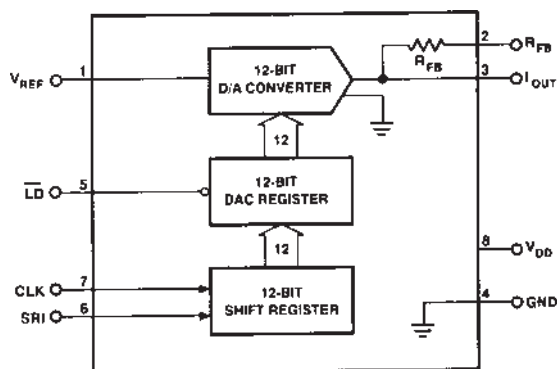 2
R_FB
12-BIT
D/A CONVERTER
R_FB
V_REF
1
3
I_OUT
12
5
LD
12-BIT
DAC REGISTER
12
8
V_DD
7
CLK
12-BIT
SHIFT REGISTER
4
GND
6
SRI